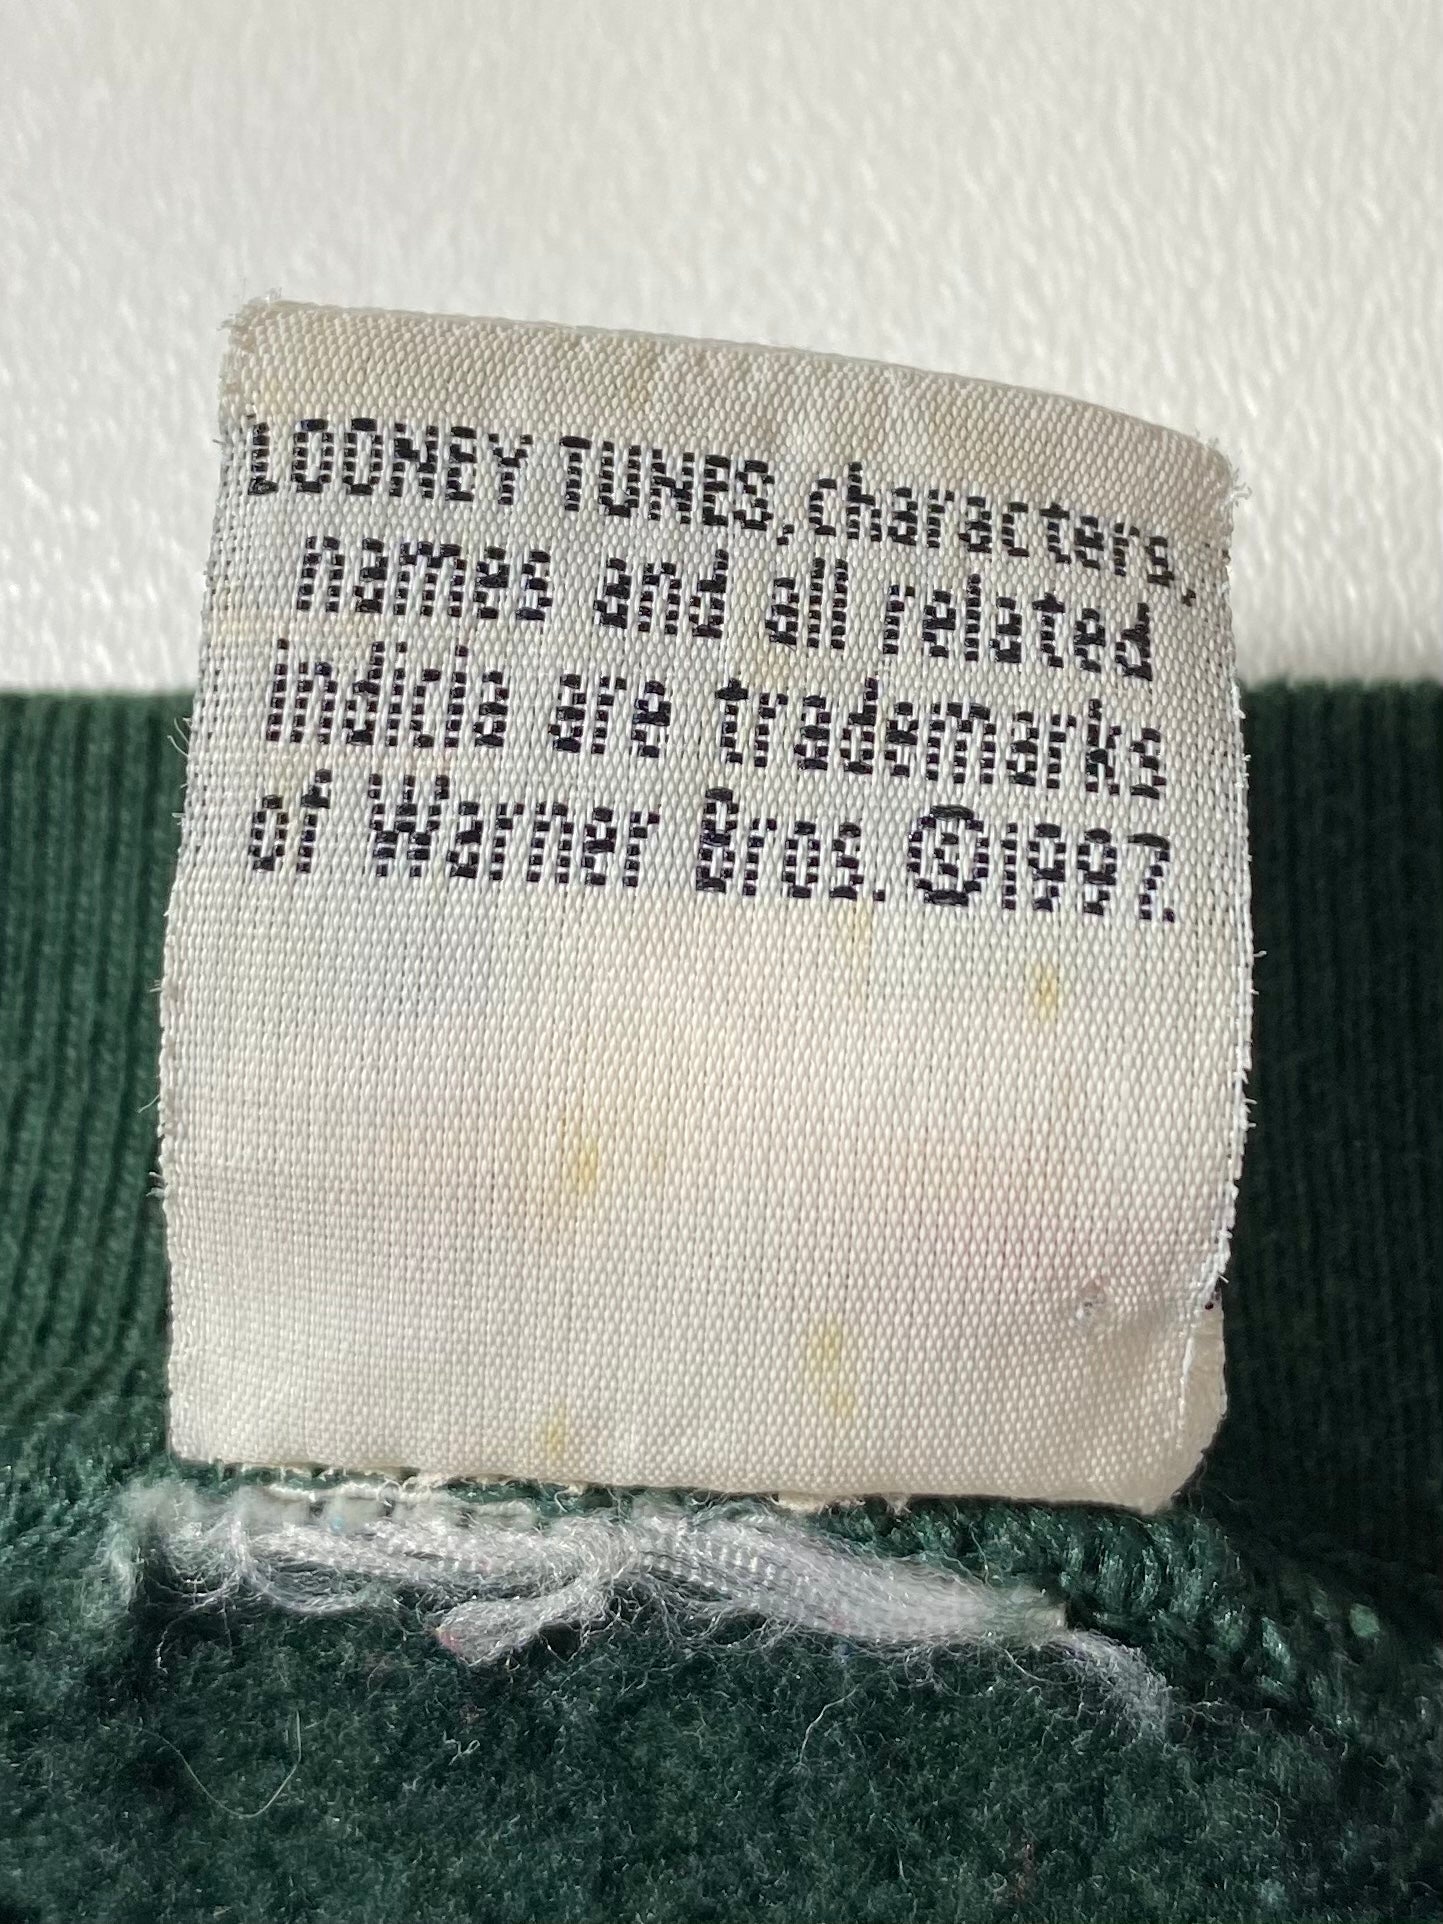 LOONEY TUNES, characters,
names and all related
indicia are trademarks
of Warner Bros. ©1997.